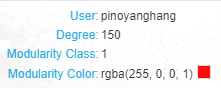 User: pinoyanghang
Degree: 150
Modularity Class: 1
Modularity Color: rgba(255, 0, 0, 1)